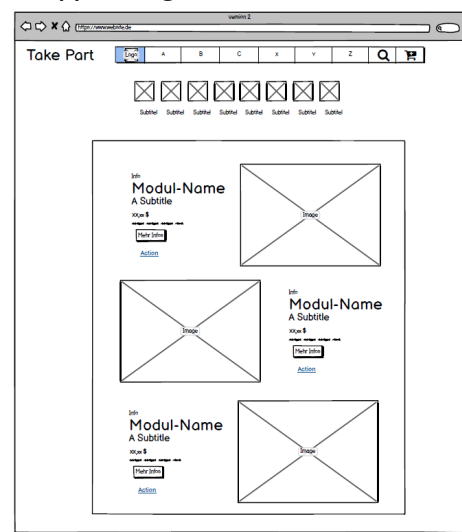 version 2
https://www.website.de
Take Part
Logo A B C X Y Z
Subtitel Subtitel Subtitel Subtitel Subtitel Subtitel Subtitel Subtitel
Info
Modul-Name
A Subtitle
XX,xx $
Mehr Infos
Action
Image
Image
Info
Modul-Name
A Subtitle
XX,xx $
Mehr Infos
Action
Info
Modul-Name
A Subtitle
XX,xx $
Mehr Infos
Action
Image